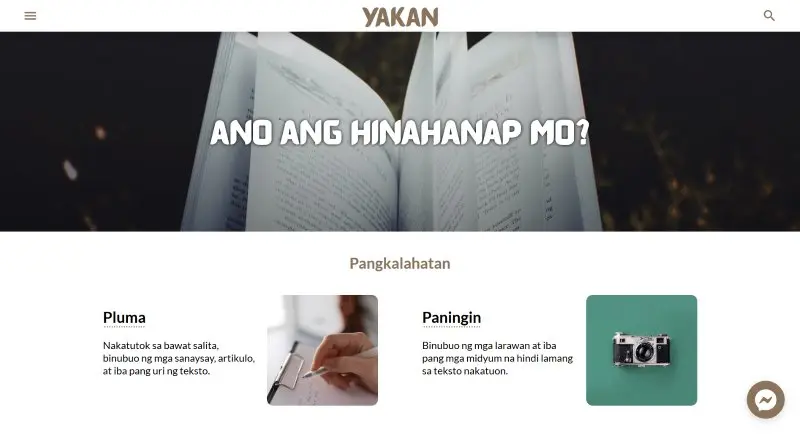 YAKAN
ANO ANG HINAHANAP MO?
Pangkalahatan
Pluma
Nakatutok sa bawat salita,
binubuo ng mga sanaysay, artikulo,
at iba pang uri ng teksto.
Paningin
Binubuo ng mga larawan at iba
pang mga midyum na hindi lamang
sa teksto nakatuon.